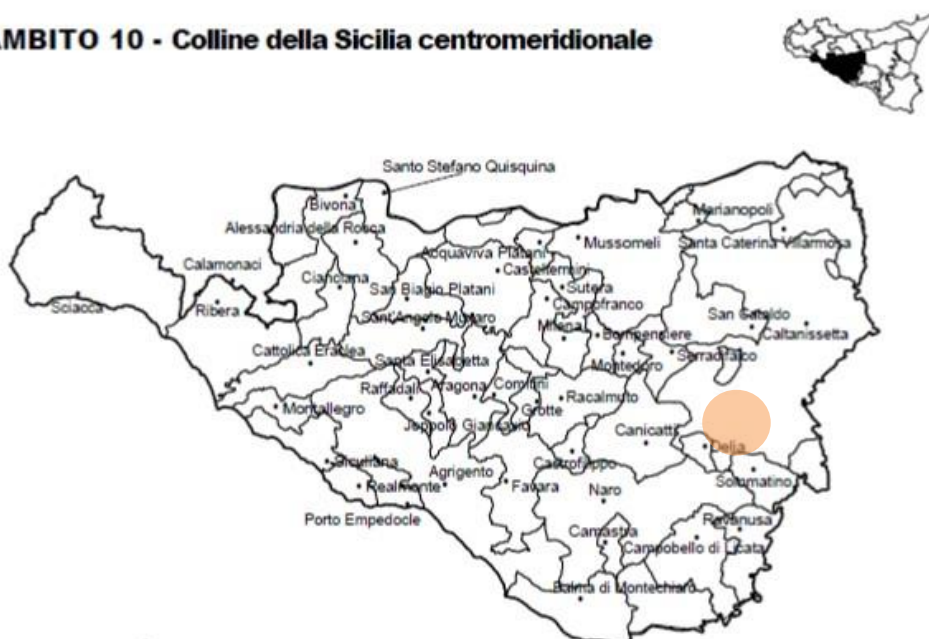 AMBITO 10 - Colline della Sicilia centromeridionale
Santo Stefano Quisquina
Bivona
Marianopoli
Alessandria della Rocca
Mussomeli
Santa Caterina Villarmosa
Acquaviva Platani
Calamonaci
Casteltermini
Cianciana
Sutera
San Biagio Platani
Campofranco
Sciacca
Ribera
San Cataldo
Sant'Angelo Muxaro
Milena
Bompensiere
Caltanissetta
Cattolica Eraclea
Serradifalco
Santa Elisabetta
Montedoro
Raffadali
Aragona
Comitini
Racalmuto
Montallegro
Grotte
Joppolo Giancaxio
Canicattì
Delia
Siculiana
Castrofilippo
Agrigento
Sommatino
Realmonte
Favara
Naro
Porto Empedocle
Ravanusa
Camastra
Campobello di Licata
Palma di Montechiaro